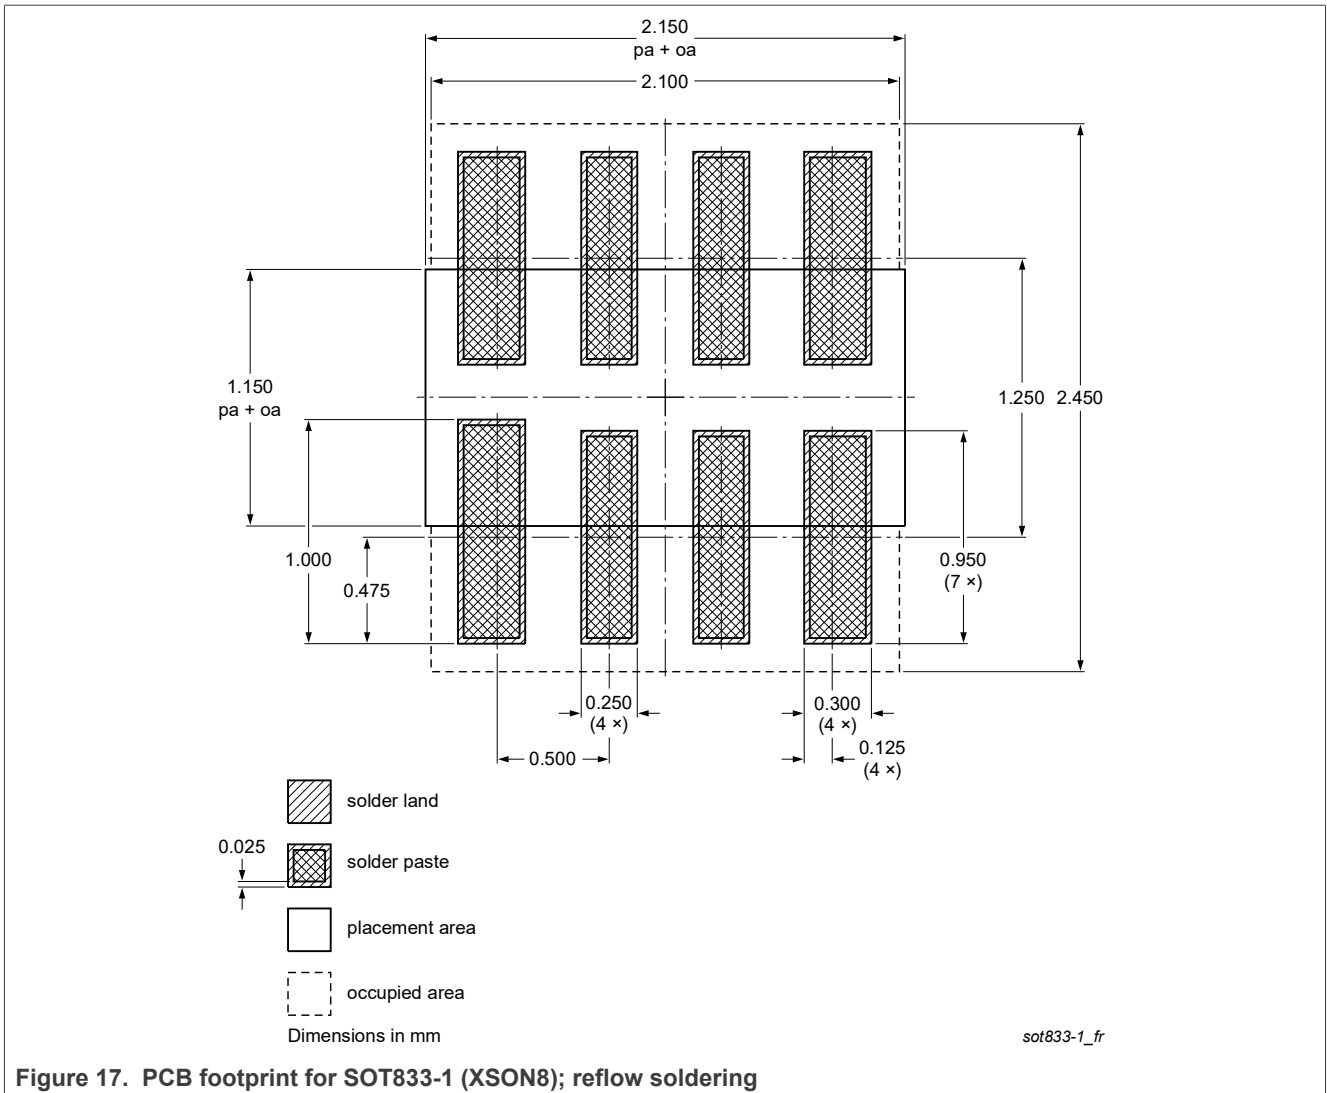 2.150
pa + oa
2.100
1.150
pa + oa
1.250
2.450
1.000
0.475
0.950
(7 ×)
0.250
(4 ×)
0.300
(4 ×)
0.500
0.125
(4 ×)
solder land
0.025
solder paste
placement area
occupied area
Dimensions in mm
sot833-1_fr
Figure 17. PCB footprint for SOT833-1 (XSON8); reflow soldering